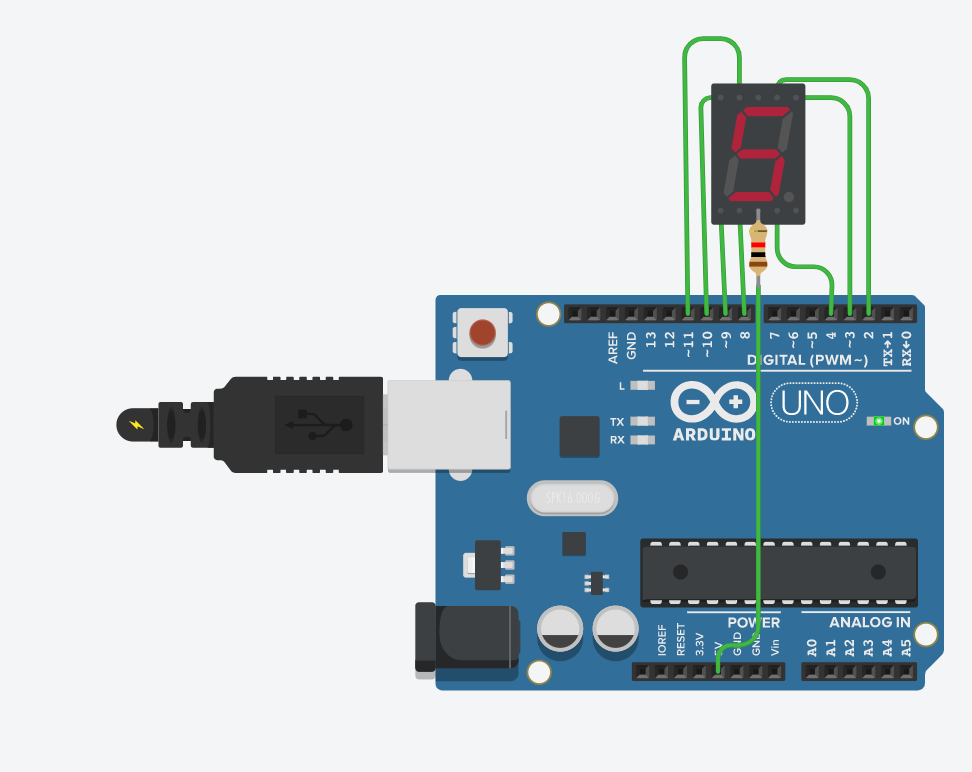 AREF
GND
13
12
~11
~10
~9
8
7
~6
~5
4
~3
2
TX→1
RX←0
DIGITAL (PWM~)
L
TX
RX
ARDUINO
UNO
ON
SPK16.000G
POWER
ANALOG IN
IOREF
RESET
3.3V
5V
GND
GND
Vin
A0
A1
A2
A3
A4
A5